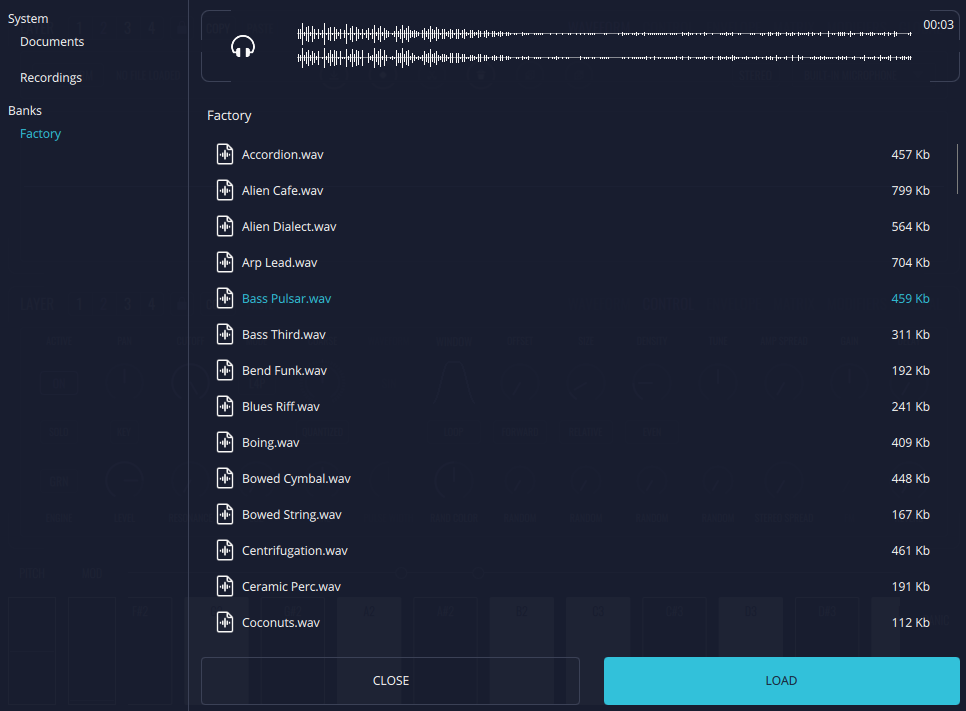 System
Documents
Recordings
Banks
Factory
00:03
Factory
Accordion.wav 457 Kb
Alien Cafe.wav 799 Kb
Alien Dialect.wav 564 Kb
Arp Lead.wav 704 Kb
Bass Pulsar.wav 459 Kb
Bass Third.wav 311 Kb
Bend Funk.wav 192 Kb
Blues Riff.wav 241 Kb
Boing.wav 409 Kb
Bowed Cymbal.wav 448 Kb
Bowed String.wav 167 Kb
Centrifugation.wav 461 Kb
Ceramic Perc.wav 191 Kb
Coconuts.wav 112 Kb
CLOSE LOAD